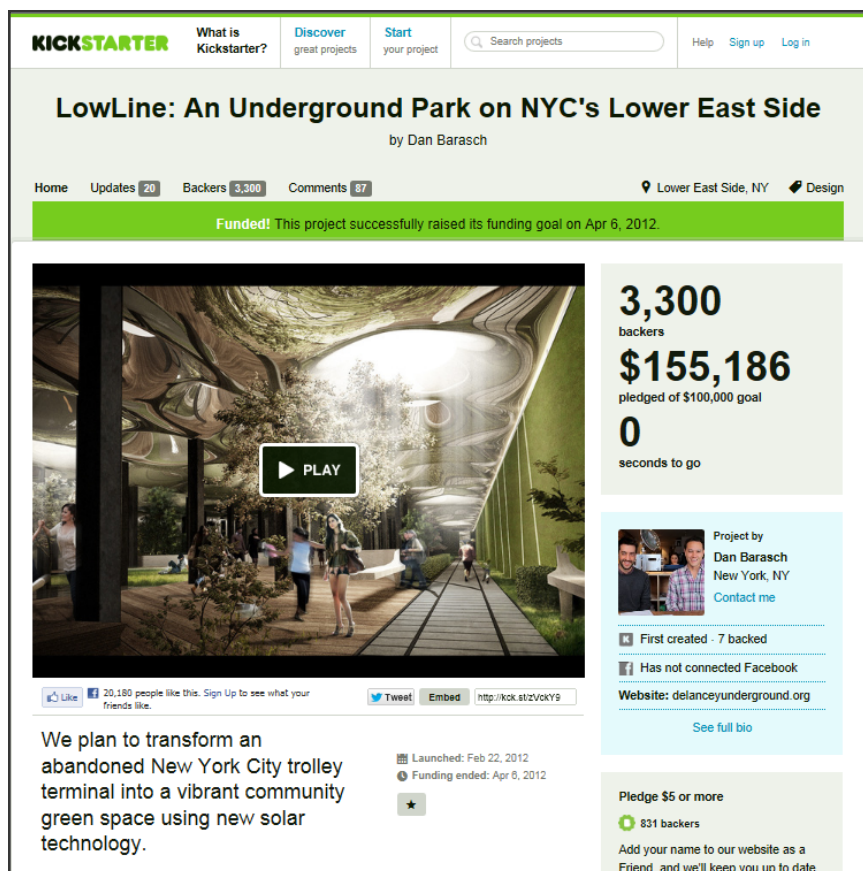 KICKSTARTER
What is
Kickstarter?
Discover
great projects
Start
your project
Search projects
Help Sign up Log in
LowLine: An Underground Park on NYC's Lower East Side
by Dan Barasch
Home Updates 20 Backers 3,300 Comments 87
Lower East Side, NY Design
Funded! This project successfully raised its funding goal on Apr 6, 2012.
PLAY
3,300
backers
$155,186
pledged of $100,000 goal
0
seconds to go
Project by
Dan Barasch
New York, NY
Contact me
K First created · 7 backed
f Has not connected Facebook
Website: delanceyunderground.org
See full bio
Like
f 20,180 people like this. Sign Up to see what your
friends like.
Tweet Embed http://kck.st/zVckY9
We plan to transform an
abandoned New York City trolley
terminal into a vibrant community
green space using new solar
technology.
Launched: Feb 22, 2012
Funding ended: Apr 6, 2012
Pledge $5 or more
831 backers
Add your name to our website as a
Friend, and we'll keep you up to date